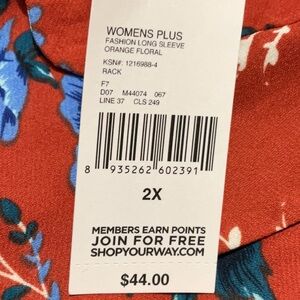 WOMENS PLUS
FASHION LONG SLEEVE
ORANGE FLORAL
KSN#: 1216988-4
RACK
F7
D07 M44074 067
LINE 37 CLS 249
8 935262 602391
2X
MEMBERS EARN POINTS
JOIN FOR FREE
SHOPYOURWAY.COM
$44.00